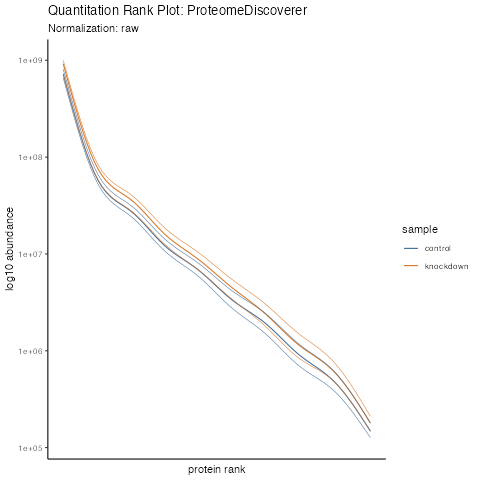 Quantitation Rank Plot: ProteomeDiscoverer
Normalization: raw
1e+09
1e+08
1e+07
1e+06
1e+05
log10 abundance
protein rank
sample
control
knockdown